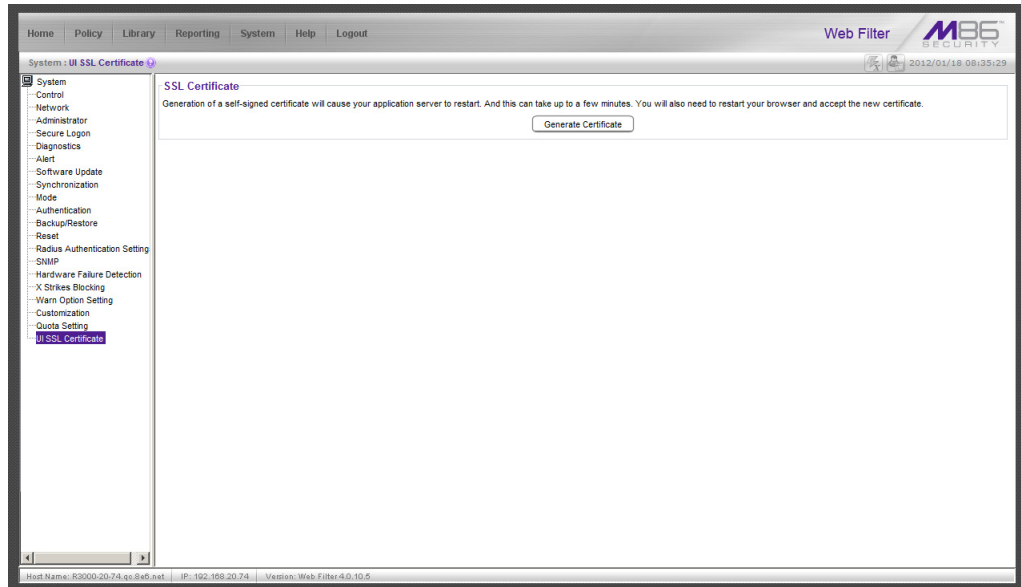 Home Policy Library Reporting System Help Logout
Web Filter
M86
SECURITY
System : UI SSL Certificate
2012/01/18 08:35:29
System
Control
Network
Administrator
Secure Logon
Diagnostics
Alert
Software Update
Synchronization
Mode
Authentication
Backup/Restore
Reset
Radius Authentication Setting
SNMP
Hardware Failure Detection
X Strikes Blocking
Warn Option Setting
Customization
Quota Setting
UI SSL Certificate
SSL Certificate
Generation of a self-signed certificate will cause your application server to restart. And this can take up to a few minutes. You will also need to restart your browser and accept the new certificate.
Generate Certificate
Host Name: R3000-20-74.qc.8e6.net IP: 192.168.20.74 Version: Web Filter 4.0.10.5